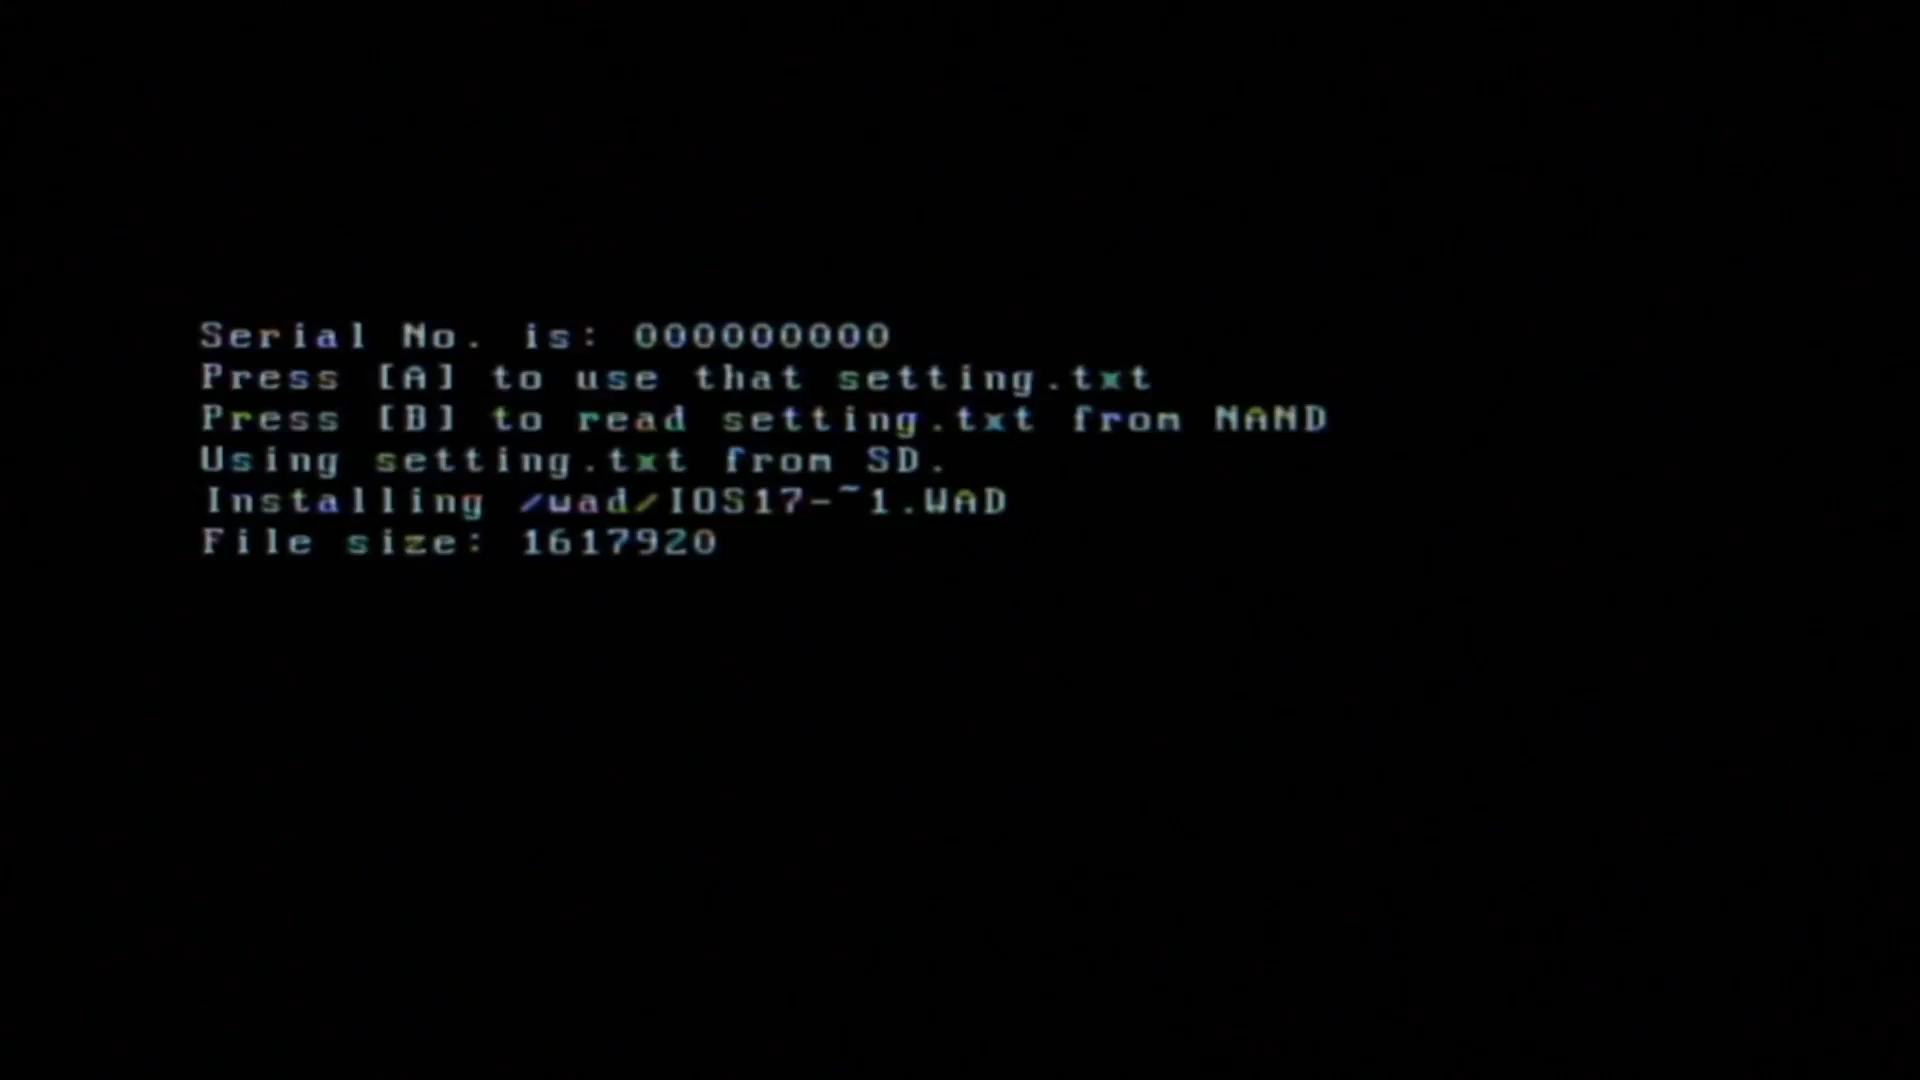 Serial No. is: 000000000
Press [A] to use that setting.txt
Press [B] to read setting.txt from NAND
Using setting.txt from SD.
Installing /wad/IOS17-~1.WAD
File size: 1617920